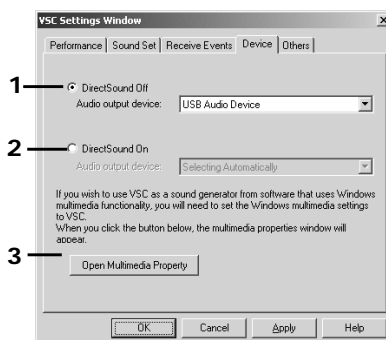 VSC Settings Window
Performance Sound Set Receive Events Device Others
1 DirectSound Off
Audio output device: USB Audio Device
2 DirectSound On
Audio output device: Selecting Automatically
If you wish to use VSC as a sound generator from software that uses Windows
multimedia functionality, you will need to set the Windows multimedia settings
to VSC.
When you click the button below, the multimedia properties window will
appear.
3 Open Multimedia Property
OK Cancel Apply Help